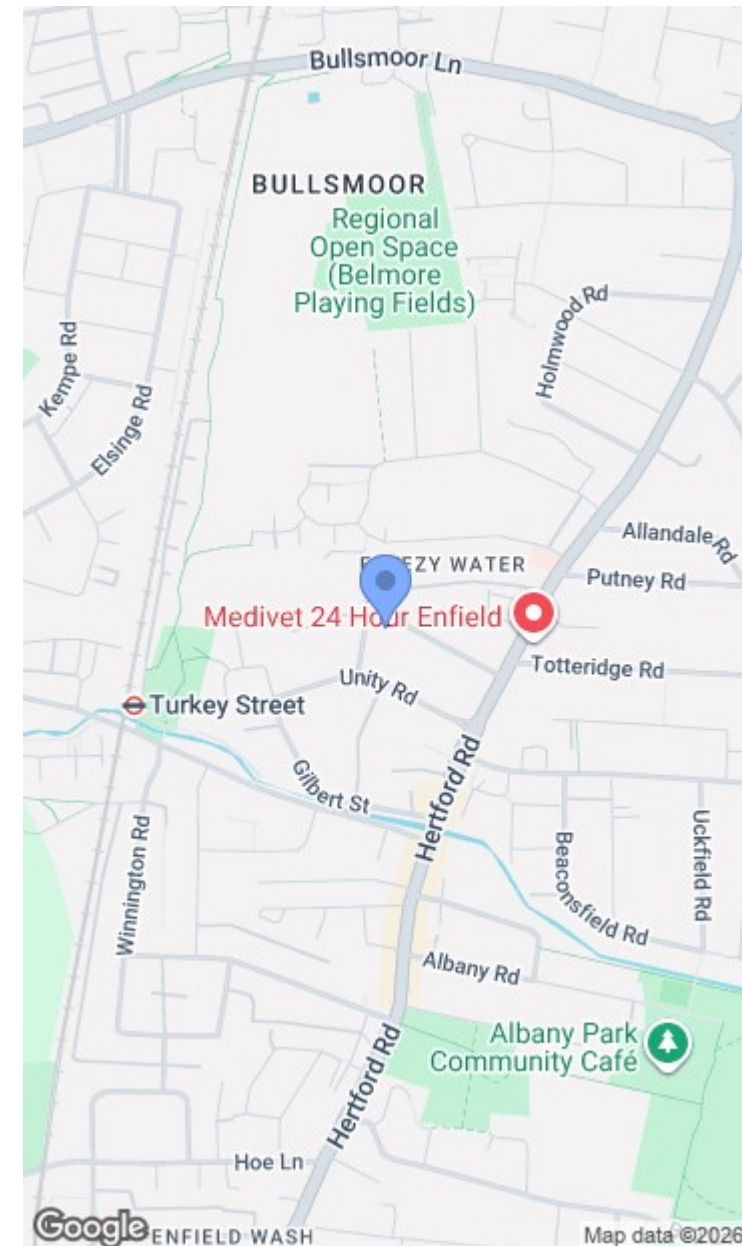 Bullsmoor Ln
BULLSMOOR
Regional
Open Space
(Belmore
Playing Fields)
Holmwood Rd
Kempe Rd
Elsinge Rd
Allandale Rd
EZY WATER
Putney Rd
Medivet 24 Hour Enfield
Totteridge Rd
Unity Rd
Turkey Street
Gilbert St
Hertford Rd
Winnington Rd
Beaconsfield Rd
Uckfield Rd
Albany Rd
Albany Park
Community Café
Hertford Rd
Hoe Ln
Google
ENFIELD WASH
Map data ©2026